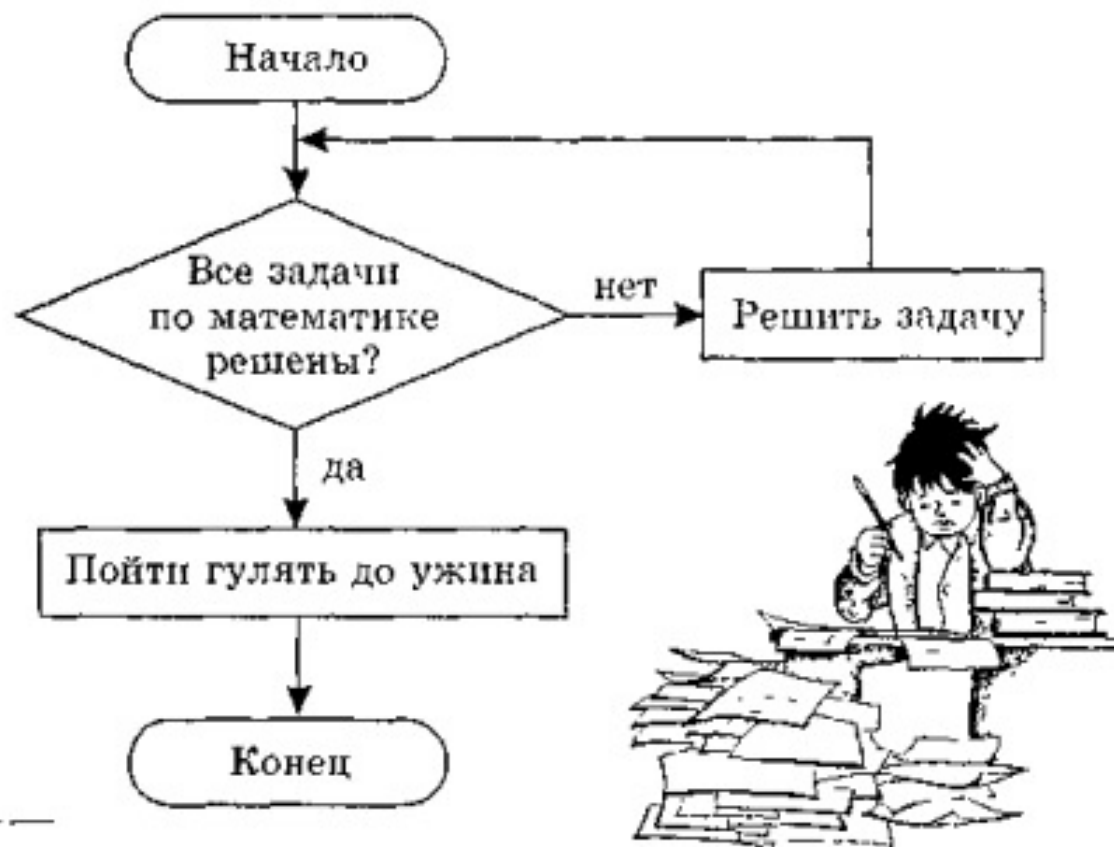 Начало
Все задачи
по математике
решены?
нет
Решить задачу
да
Пойти гулять до ужина
Конец